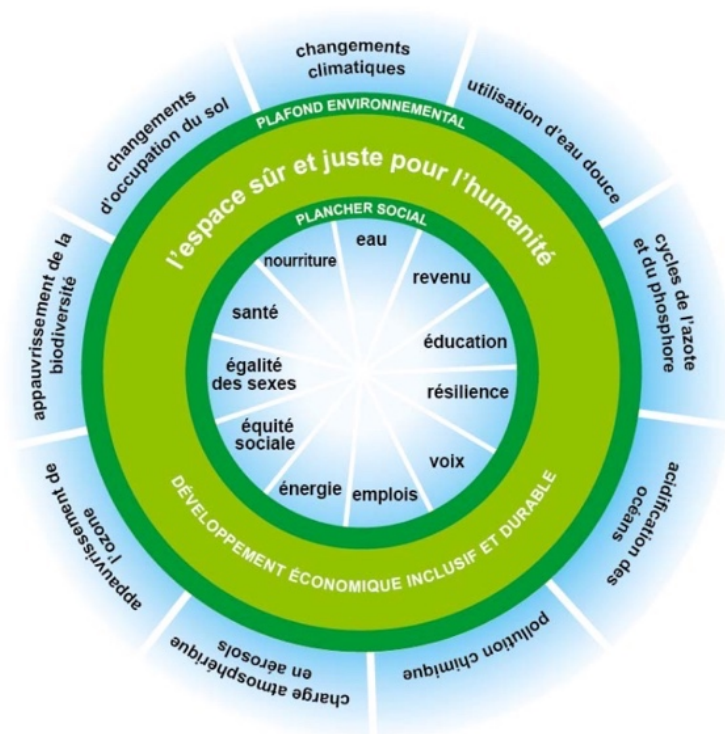 changements
climatiques
utilisation d'eau douce
cycles de l'azote
et du phosphore
acidification des
océans
pollution chimique
charge atmosphérique
en aérosols
appauvrissement de
l'ozone
appauvrissement de la
biodiversité
changements
d'occupation du sol
PLAFOND ENVIRONNEMENTAL
l'espace sûr et juste pour l'humanité
PLANCHER SOCIAL
eau
revenu
éducation
résilience
voix
emplois
énergie
équité
sociale
égalité
des sexes
santé
nourriture
DÉVELOPPEMENT ÉCONOMIQUE INCLUSIF ET DURABLE